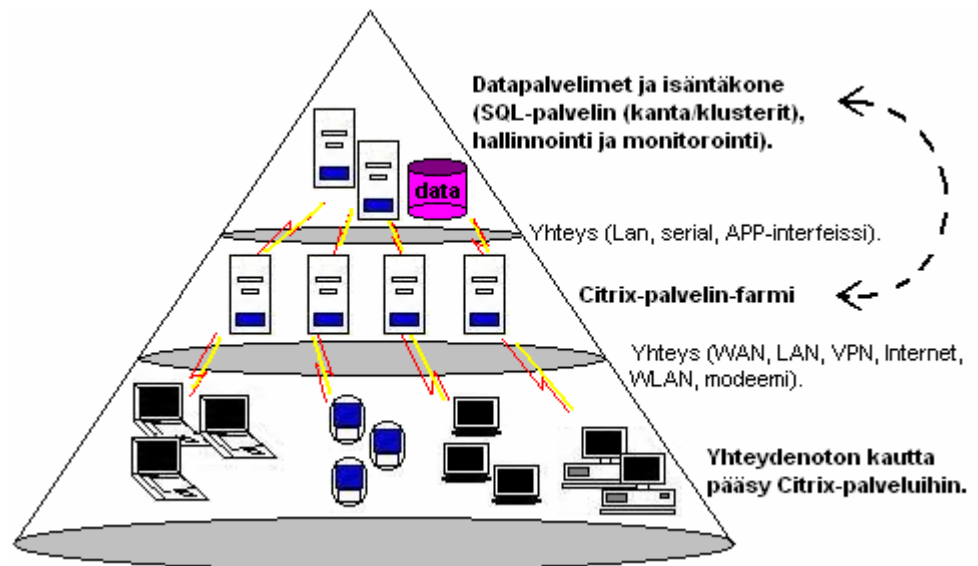 Datapalvelimet ja isäntäkone
(SQL-palvelin (kanta/klusterit),
hallinnointi ja monitorointi).
data
Yhteys (Lan, serial, APP-interfeissi).
Citrix-palvelin-farmi
Yhteys (WAN, LAN, VPN, Internet,
WLAN, modeemi).
Yhteydenoton kautta
pääsy Citrix-palveluihin.